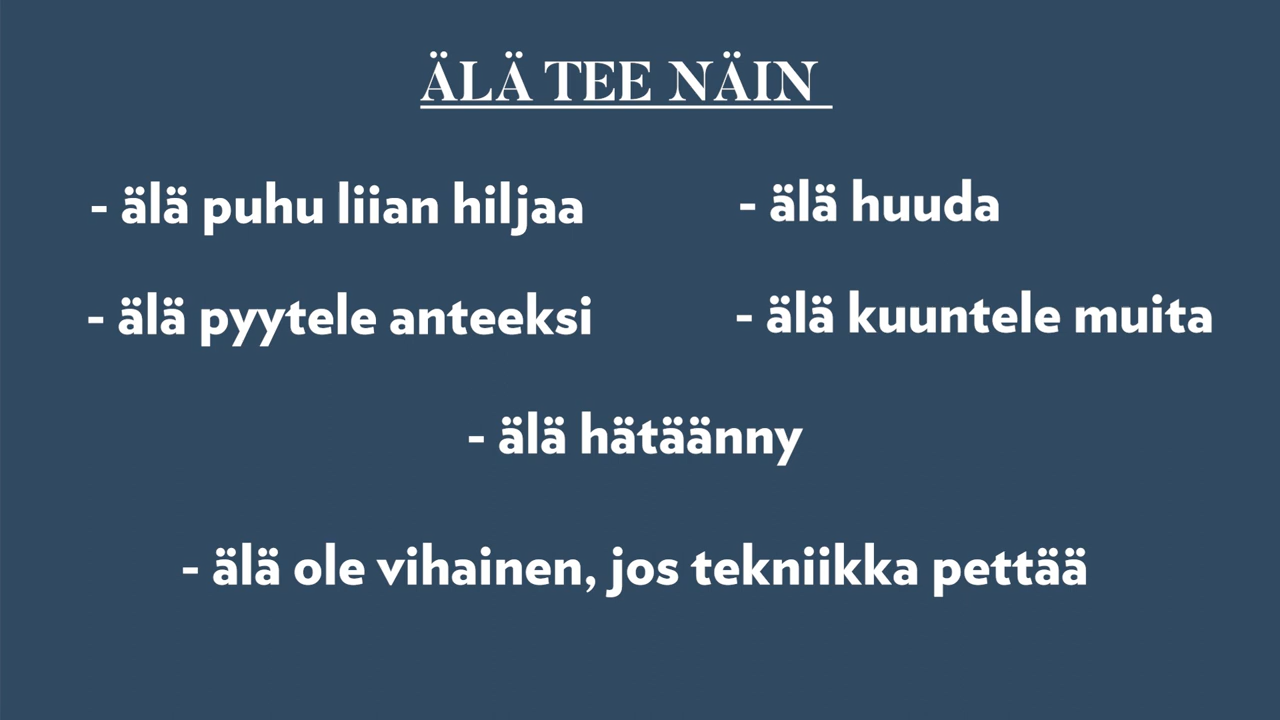 ÄLÄ TEE NÄIN
- älä puhu liian hiljaa
- älä huuda
- älä pyytele anteeksi
- älä kuuntele muita
- älä hätäänny
- älä ole vihainen, jos tekniikka pettää